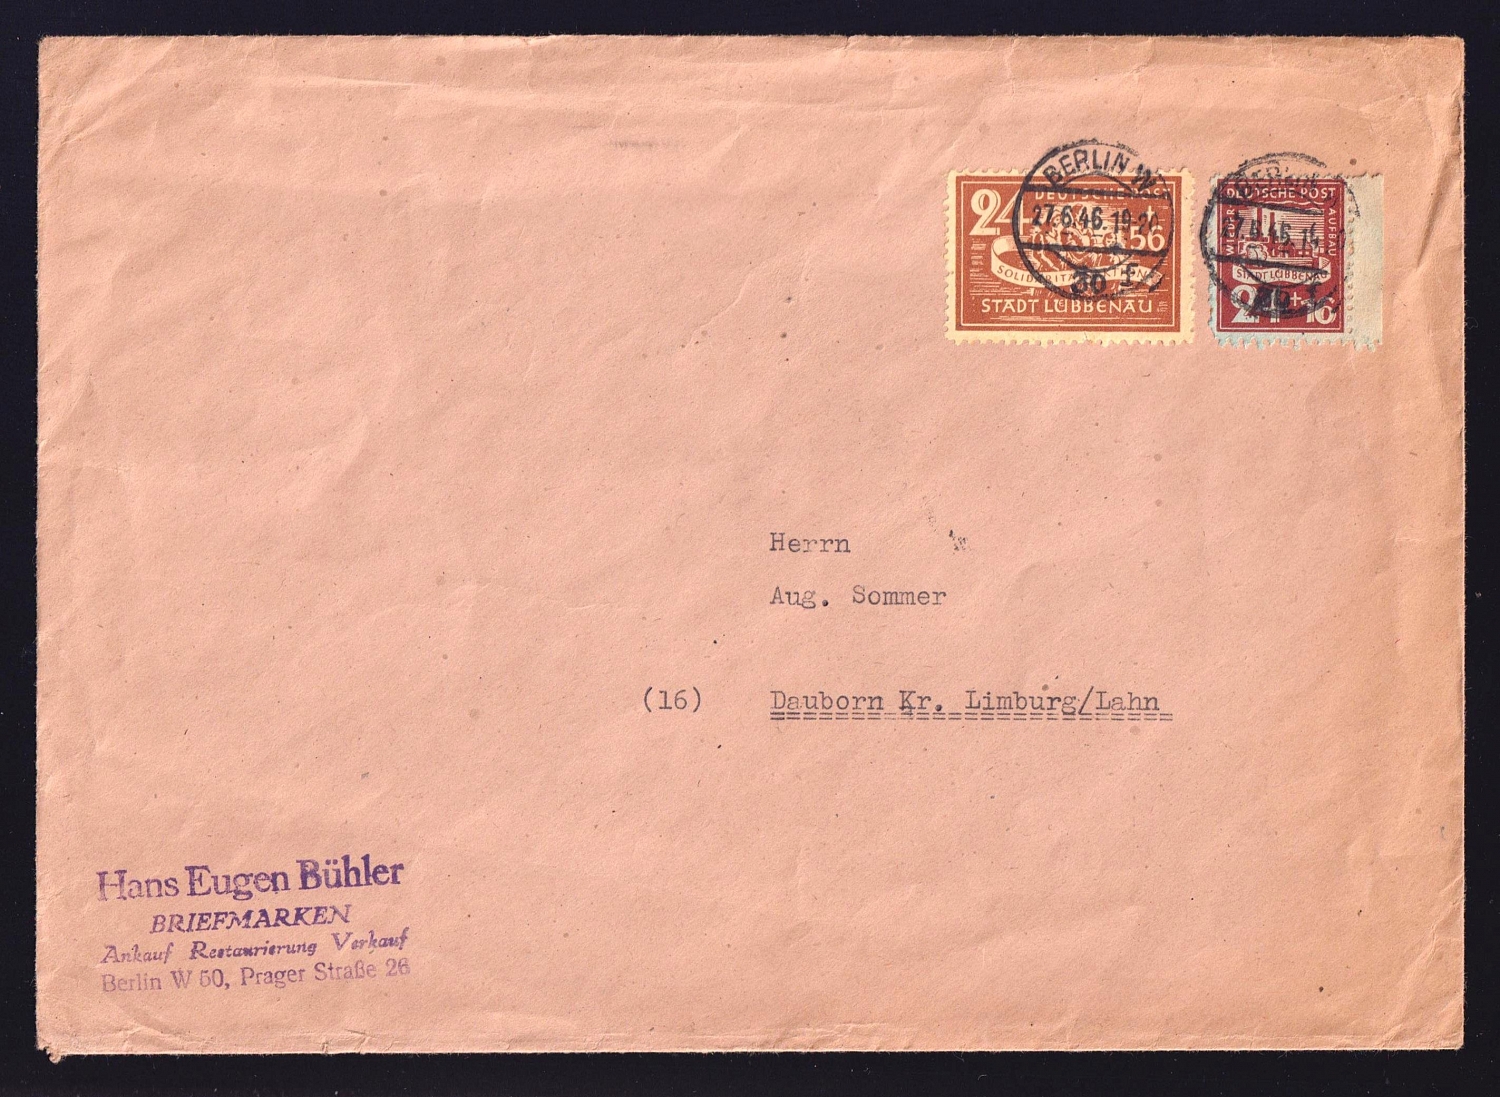 BERLIN W
27.6.46.19-20
30 f
24 + 56
DEUTSCHE POST
SOLIDARITÄT
STADT LÜBBENAU
DEUTSCHE POST
AUFBAU
STADT LÜBBENAU
24+16
Herrn
Aug. Sommer
(16) Dauborn Kr. Limburg/Lahn
Hans Eugen Bühler
BRIEFMARKEN
Ankauf Restaurierung Verkauf
Berlin W 50, Prager Straße 26